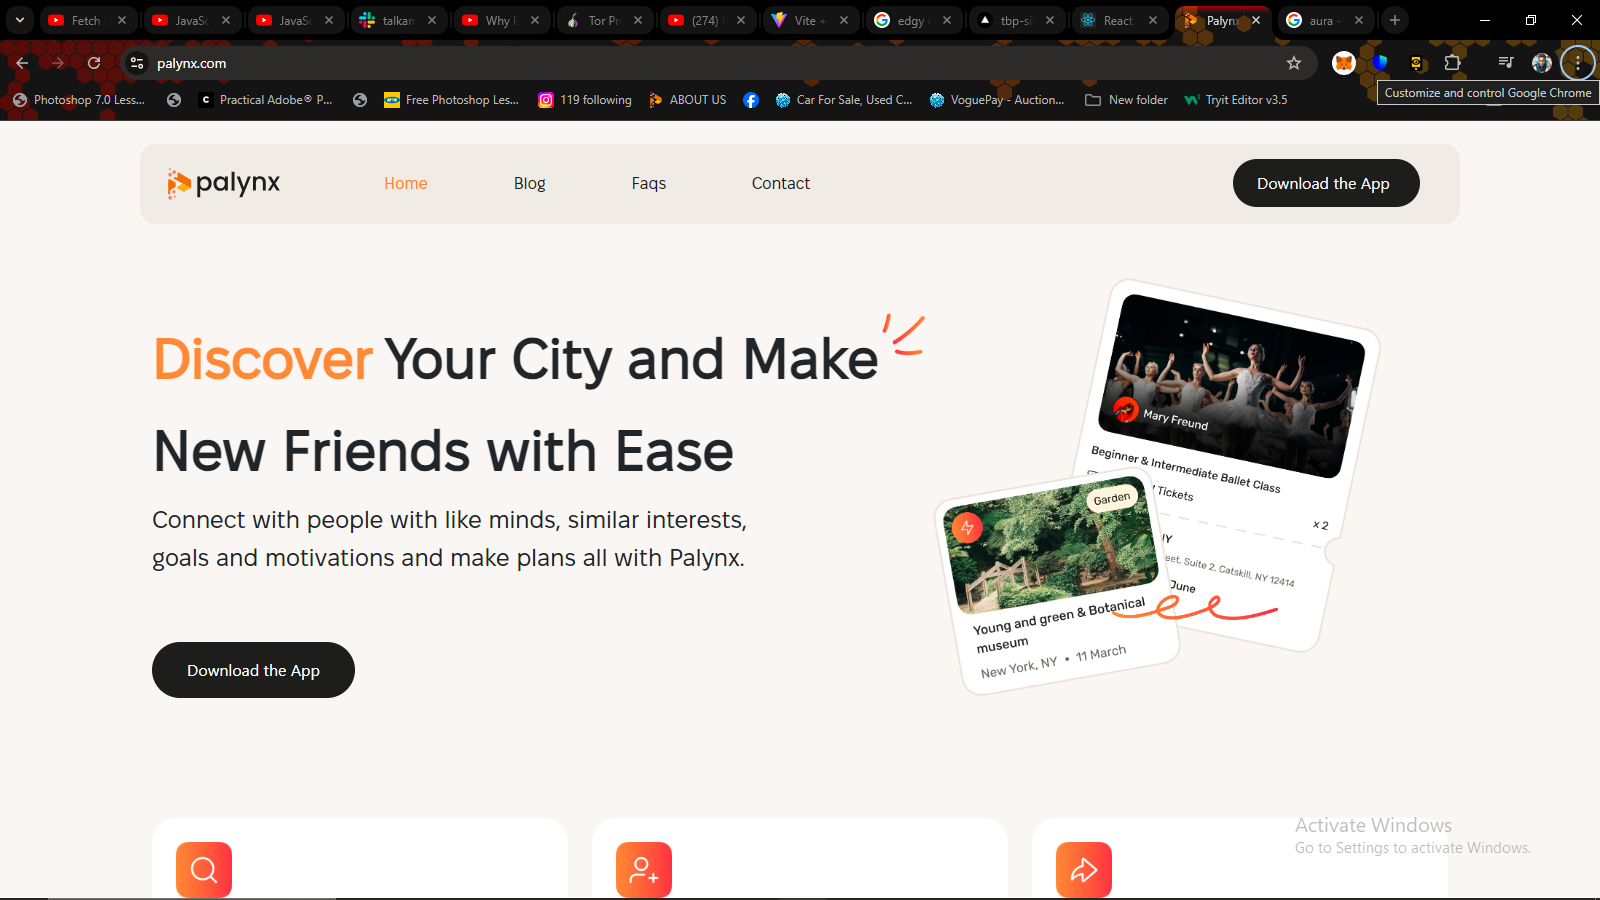 Fetch
JavaSc
JavaSc
talkan
Why I
Tor Pr
(274)
Vite +
edgy
tbp-si
React
Palynx
aura -
palynx.com
Customize and control Google Chrome
Photoshop 7.0 Less...
Practical Adobe® P...
Free Photoshop Les...
119 following
ABOUT US
Car For Sale, Used C...
VoguePay - Auction...
New folder
Tryit Editor v3.5
palynx
Home
Blog
Faqs
Contact
Download the App
Discover Your City and Make
New Friends with Ease
Connect with people with like minds, similar interests,
goals and motivations and make plans all with Palynx.
Download the App
Mary Freund
Beginner & Intermediate Ballet Class
Tickets
x 2
eet, Suite 2, Catskill, NY 12414
June
Garden
Young and green & Botanical
museum
New York, NY • 11 March
Activate Windows
Go to Settings to activate Windows.